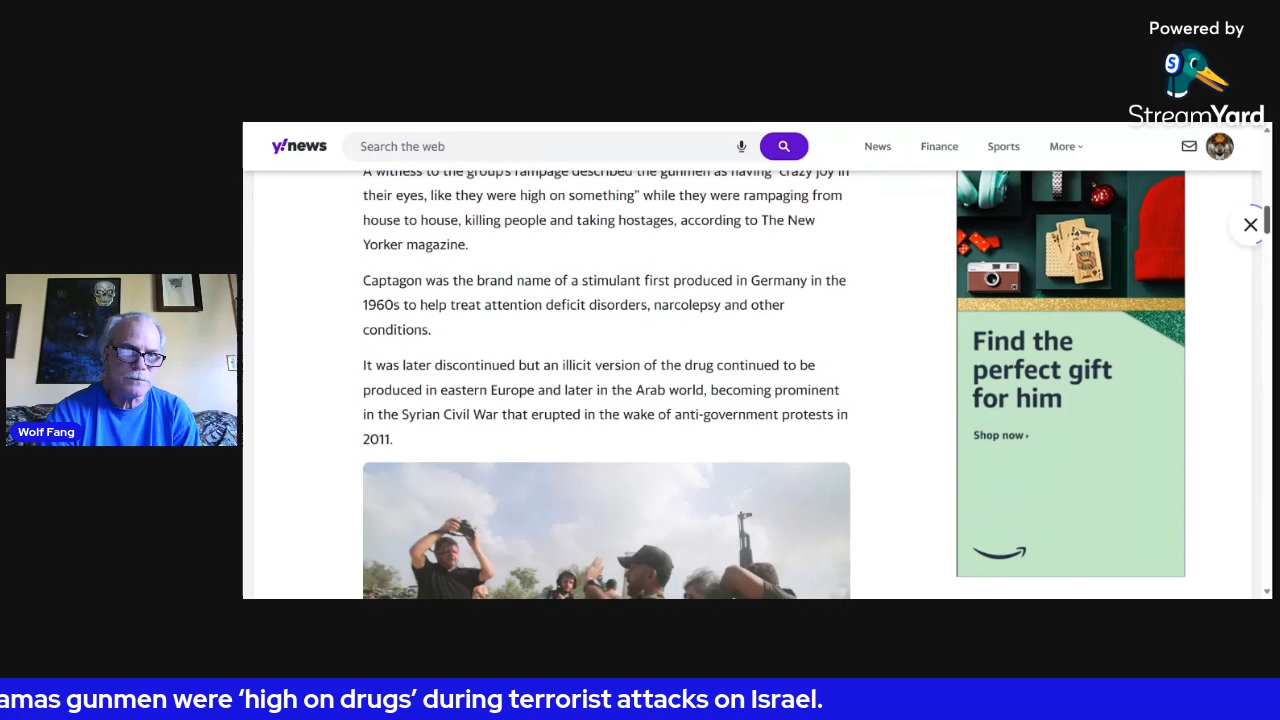 Powered by
StreamYard
y!news
Search the web
News
Finance
Sports
More
A witness to the group's rampage described the gunmen as having "crazy joy in
their eyes, like they were high on something" while they were rampaging from
house to house, killing people and taking hostages, according to The New
Yorker magazine.
Captagon was the brand name of a stimulant first produced in Germany in the
1960s to help treat attention deficit disorders, narcolepsy and other
conditions.
It was later discontinued but an illicit version of the drug continued to be
produced in eastern Europe and later in the Arab world, becoming prominent
in the Syrian Civil War that erupted in the wake of anti-government protests in
2011.
Find the
perfect gift
for him
Shop now ›
Wolf Fang
amas gunmen were ‘high on drugs’ during terrorist attacks on Israel.